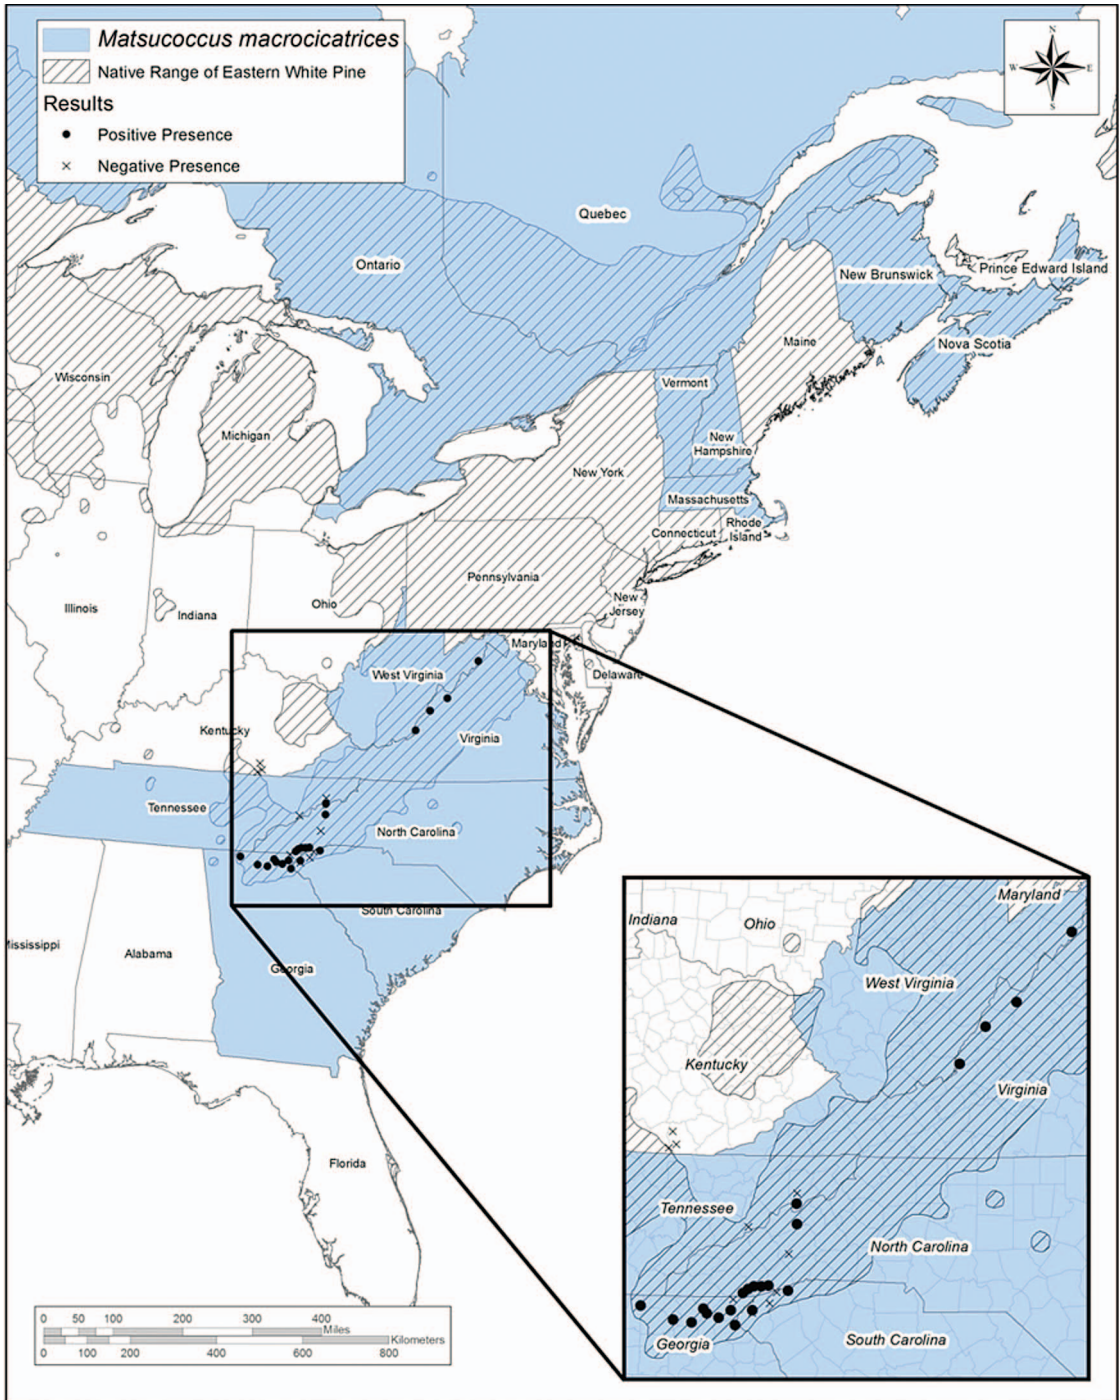 Matsucoccus macrocicatrices
Native Range of Eastern White Pine
Results
Positive Presence
Negative Presence
N
W E
S
Quebec
Ontario
New Brunswick
Prince Edward Island
Nova Scotia
Maine
Wisconsin
Vermont
Michigan
New
Hampshire
New York
Massachusetts
Connecticut
Rhode
Island
Pennsylvania
New
Jersey
Illinois
Indiana
Ohio
Maryland
Delaware
West Virginia
Kentucky
Virginia
Tennessee
North Carolina
South Carolina
Mississippi
Alabama
Georgia
Florida
Maryland
Indiana
Ohio
West Virginia
Kentucky
Virginia
Tennessee
North Carolina
South Carolina
Georgia
0 50 100 200 300 400
Miles
Kilometers
0 100 200 400 600 800